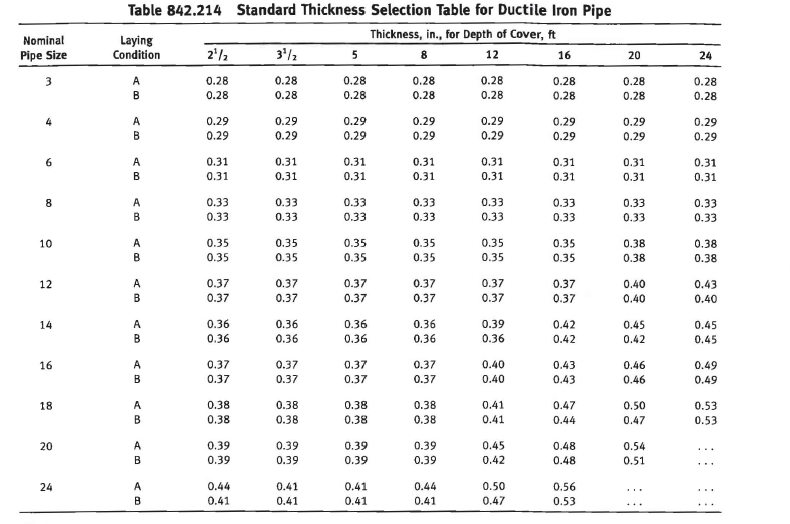 Table 842.214 Standard Thickness Selection Table for Ductile Iron Pipe
Nominal Pipe Size Laying Condition Thickness, in., for Depth of Cover, ft
2¹/₂ 3¹/₂ 5 8 12 16 20 24
3 A 0.28 0.28 0.28 0.28 0.28 0.28 0.28 0.28
B 0.28 0.28 0.28 0.28 0.28 0.28 0.28 0.28
4 A 0.29 0.29 0.29 0.29 0.29 0.29 0.29 0.29
B 0.29 0.29 0.29 0.29 0.29 0.29 0.29 0.29
6 A 0.31 0.31 0.31 0.31 0.31 0.31 0.31 0.31
B 0.31 0.31 0.31 0.31 0.31 0.31 0.31 0.31
8 A 0.33 0.33 0.33 0.33 0.33 0.33 0.33 0.33
B 0.33 0.33 0.33 0.33 0.33 0.33 0.33 0.33
10 A 0.35 0.35 0.35 0.35 0.35 0.35 0.38 0.38
B 0.35 0.35 0.35 0.35 0.35 0.35 0.38 0.38
12 A 0.37 0.37 0.37 0.37 0.37 0.37 0.40 0.43
B 0.37 0.37 0.37 0.37 0.37 0.37 0.40 0.40
14 A 0.36 0.36 0.36 0.36 0.39 0.42 0.45 0.45
B 0.36 0.36 0.36 0.36 0.36 0.42 0.42 0.45
16 A 0.37 0.37 0.37 0.37 0.40 0.43 0.46 0.49
B 0.37 0.37 0.37 0.37 0.40 0.43 0.46 0.49
18 A 0.38 0.38 0.38 0.38 0.41 0.47 0.50 0.53
B 0.38 0.38 0.38 0.38 0.41 0.44 0.47 0.53
20 A 0.39 0.39 0.39 0.39 0.45 0.48 0.54 ...
B 0.39 0.39 0.39 0.39 0.42 0.48 0.51 ...
24 A 0.44 0.41 0.41 0.44 0.50 0.56 ... ...
B 0.41 0.41 0.41 0.41 0.47 0.53 ... ...